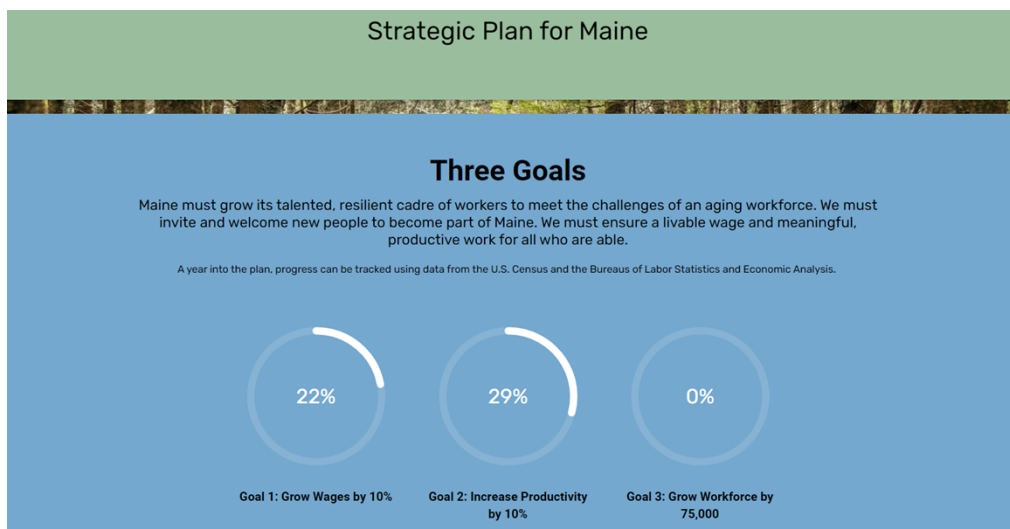 Strategic Plan for Maine
Three Goals
Maine must grow its talented, resilient cadre of workers to meet the challenges of an aging workforce. We must
invite and welcome new people to become part of Maine. We must ensure a livable wage and meaningful,
productive work for all who are able.
A year into the plan, progress can be tracked using data from the U.S. Census and the Bureaus of Labor Statistics and Economic Analysis.
22%
29%
0%
Goal 1: Grow Wages by 10%
Goal 2: Increase Productivity
by 10%
Goal 3: Grow Workforce by
75,000